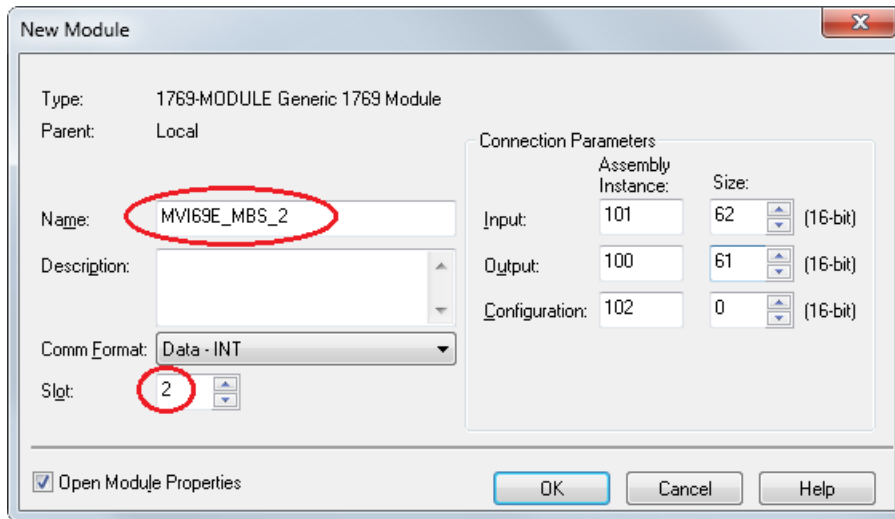 New Module
Type: 1769-MODULE Generic 1769 Module
Parent: Local
Name: MVI69E_MBS_2
Description:
Comm Format: Data - INT
Slot: 2
Connection Parameters
Assembly Instance: Size:
Input: 101 62 (16-bit)
Output: 100 61 (16-bit)
Configuration: 102 0 (16-bit)
Open Module Properties
OK Cancel Help